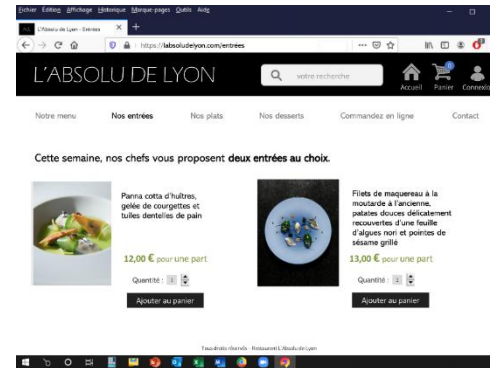 Fichier Édition Affichage Historique Marque-pages Outils Aide
L'Absolu de Lyon - Entrées
https://labsoludelyon.com/entrées
L'ABSOLU DE LYON
votre recherche
Accueil Panier Connexio
Notre menu Nos entrées Nos plats Nos desserts Commandez en ligne Contact
Cette semaine, nos chefs vous proposent deux entrées au choix.
Panna cotta d'huîtres,
gelée de courgettes et
tuiles dentelles de pain
12,00 € pour une part
Quantité : 1
Ajouter au panier
Filets de maquereau à la
moutarde à l'ancienne,
patates douces délicatement
recouvertes d'une feuille
d'algues nori et pointes de
sésame grillé
13,00 € pour une part
Quantité : 1
Ajouter au panier
Tous droits réservés - Restaurant L'Absolu de Lyon